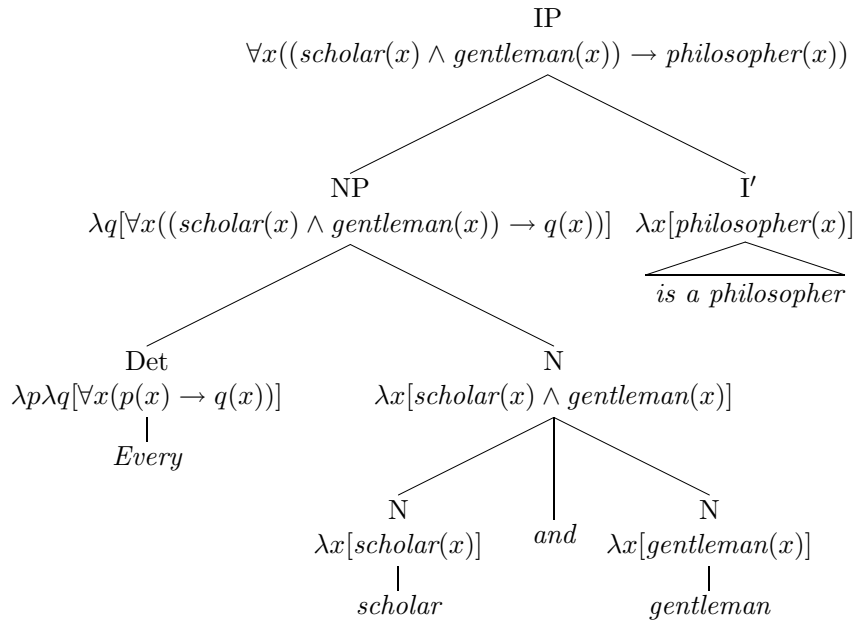 IP
∀x((scholar(x) ∧ gentleman(x)) → philosopher(x))
NP
I′
λq[∀x((scholar(x) ∧ gentleman(x)) → q(x))]
λx[philosopher(x)]
is a philosopher
Det
N
λpλq[∀x(p(x) → q(x))]
λx[scholar(x) ∧ gentleman(x)]
Every
N
and
N
λx[scholar(x)]
λx[gentleman(x)]
scholar
gentleman